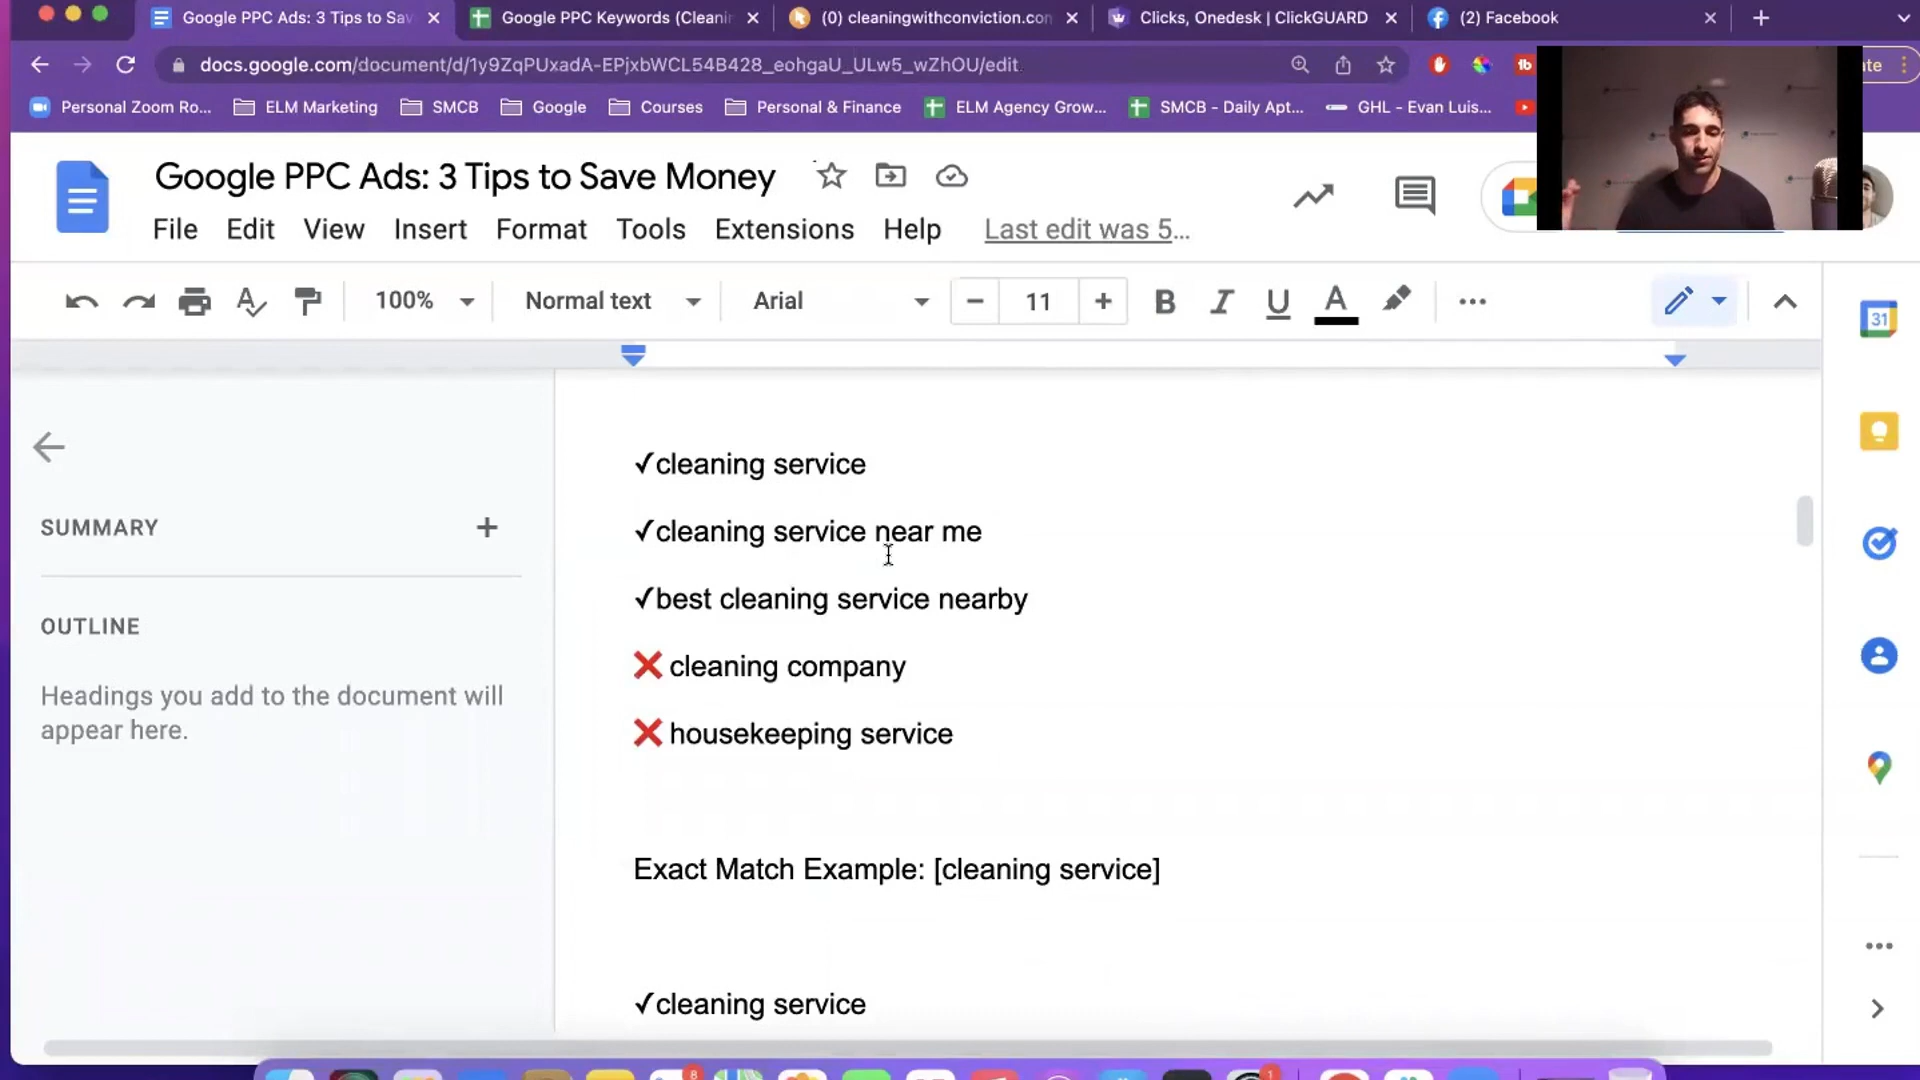 Google PPC Ads: 3 Tips to Sav
Google PPC Keywords (Cleani
(0) cleaningwithconviction.co
Clicks, Onedesk | ClickGUARD
(2) Facebook
docs.google.com/document/d/1y9ZqPUxadA-EPjxbWCL54B428_eohgaU_ULw5_wZhOU/edit
Personal Zoom Ro...
ELM Marketing
SMCB
Google
Courses
Personal & Finance
ELM Agency Grow...
SMCB - Daily Apt...
GHL - Evan Luis...
Google PPC Ads: 3 Tips to Save Money
File Edit View Insert Format Tools Extensions Help Last edit was 5...
100% Normal text Arial 11 B I U A
31
✓cleaning service
✓cleaning service near me
✓best cleaning service nearby
❌ cleaning company
❌ housekeeping service
Exact Match Example: [cleaning service]
✓cleaning service
SUMMARY
OUTLINE
Headings you add to the document will
appear here.
8
1